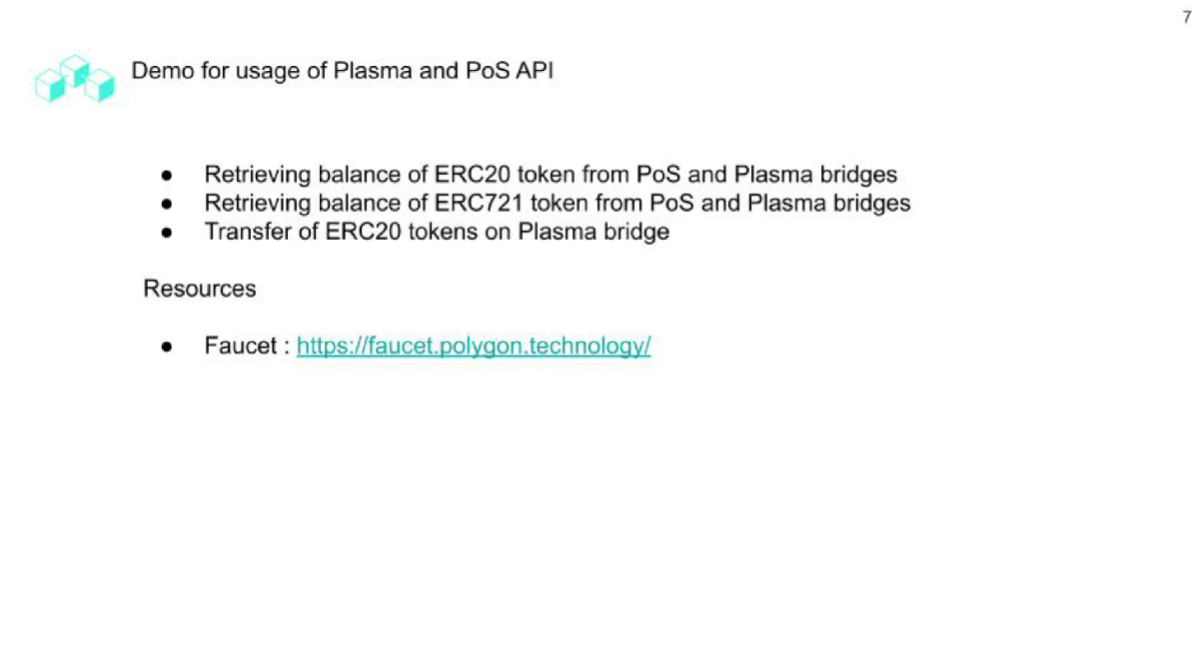 7
Demo for usage of Plasma and PoS API
● Retrieving balance of ERC20 token from PoS and Plasma bridges
● Retrieving balance of ERC721 token from PoS and Plasma bridges
● Transfer of ERC20 tokens on Plasma bridge
Resources
● Faucet : https://faucet.polygon.technology/